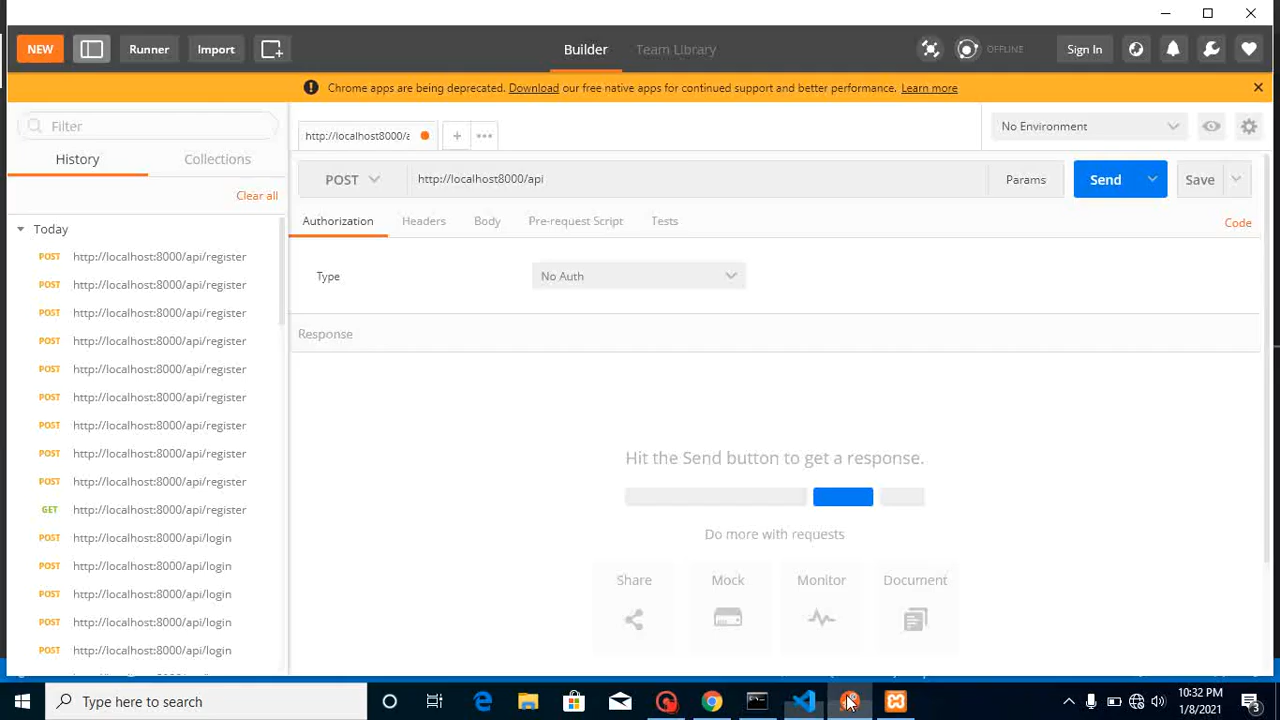 NEW
Runner
Import
Builder
Team Library
OFFLINE
Sign In
Chrome apps are being deprecated. Download our free native apps for continued support and better performance. Learn more
Filter
History
Collections
Clear all
Today
POST http://localhost:8000/api/register
POST http://localhost:8000/api/register
POST http://localhost:8000/api/register
POST http://localhost:8000/api/register
POST http://localhost:8000/api/register
POST http://localhost:8000/api/register
POST http://localhost:8000/api/register
POST http://localhost:8000/api/register
POST http://localhost:8000/api/register
GET http://localhost:8000/api/register
POST http://localhost:8000/api/login
POST http://localhost:8000/api/login
POST http://localhost:8000/api/login
POST http://localhost:8000/api/login
POST http://localhost:8000/api/login
http://localhost8000/a
No Environment
POST http://localhost8000/api
Params
Send
Save
Authorization
Headers
Body
Pre-request Script
Tests
Code
Type
No Auth
Response
Hit the Send button to get a response.
Do more with requests
Share
Mock
Monitor
Document
Type here to search
10:32 PM
1/8/2021
3